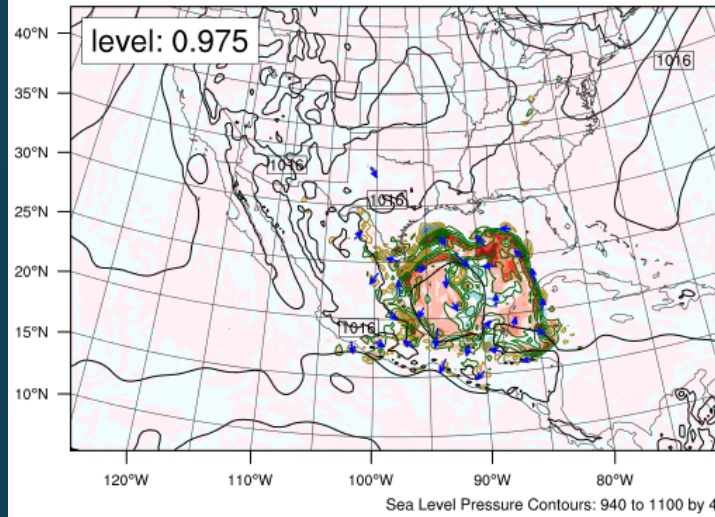 40°N
level: 0.975
1016
35°N
30°N
1016
25°N
1016
20°N
15°N
1016
10°N
120°W 110°W 100°W 90°W 80°W
Sea Level Pressure Contours: 940 to 1100 by 4